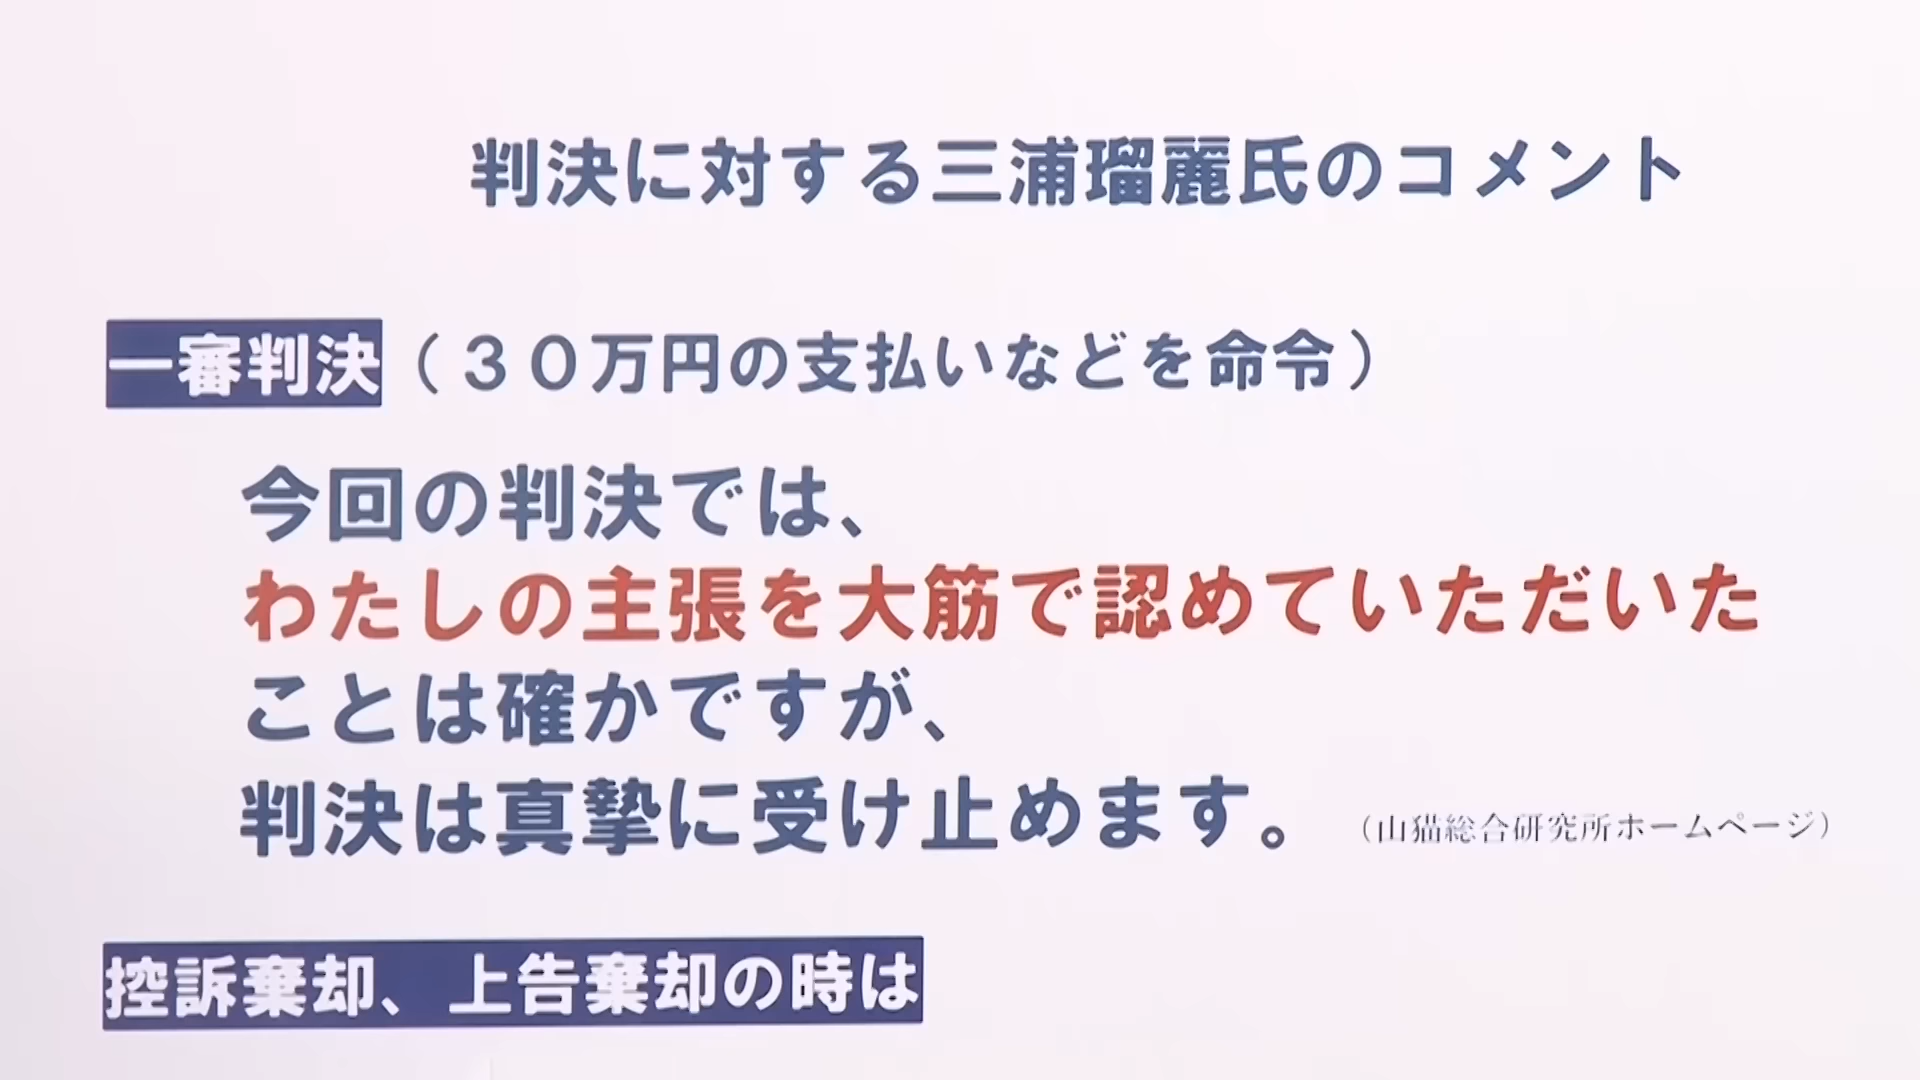 判決に対する三浦瑠麗氏のコメント
一審判決（３０万円の支払いなどを命令）
今回の判決では、
わたしの主張を大筋で認めていただいた
ことは確かですが、
判決は真摯に受け止めます。（山猫総合研究所ホームページ）
控訴棄却、上告棄却の時は